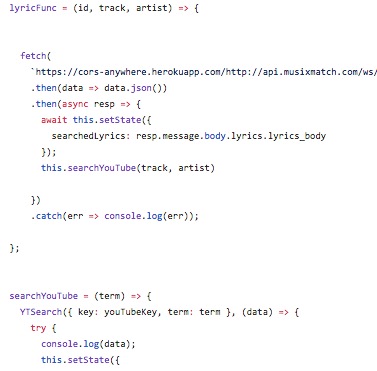 lyricFunc = (id, track, artist) => {
fetch(
`https://cors-anywhere.herokuapp.com/http://api.musixmatch.com/ws/
.then(data => data.json())
.then(async resp => {
await this.setState({
searchedLyrics: resp.message.body.lyrics.lyrics_body
});
this.searchYouTube(track, artist)
})
.catch(err => console.log(err));
};
searchYouTube = (term) => {
YTSearch({ key: youTubeKey, term: term }, (data) => {
try {
console.log(data);
this.setState({